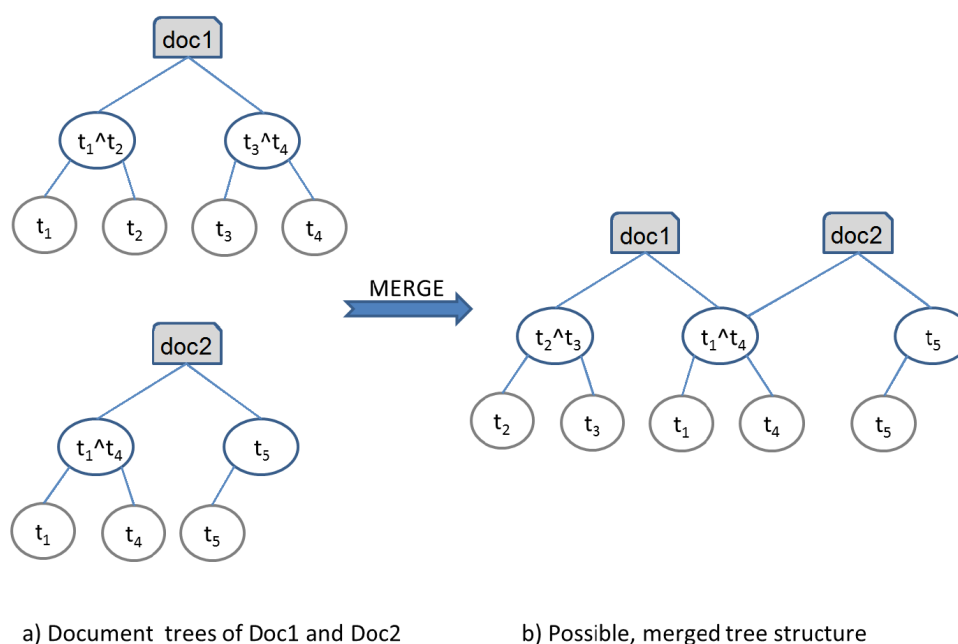 doc1
t₁^t₂
t₃^t₄
t₁
t₂
t₃
t₄
doc2
t₁^t₄
t₅
t₁
t₄
t₅
MERGE
doc1
doc2
t₂^t₃
t₁^t₄
t₅
t₂
t₃
t₁
t₄
t₅
a) Document trees of Doc1 and Doc2
b) Possible, merged tree structure